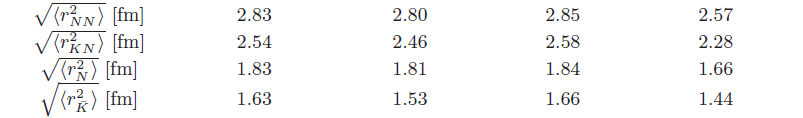 √⟨r²_NN⟩ [fm] 2.83 2.80 2.85 2.57
√⟨r²_K̄N⟩ [fm] 2.54 2.46 2.58 2.28
√⟨r²_N⟩ [fm] 1.83 1.81 1.84 1.66
√⟨r²_K̄⟩ [fm] 1.63 1.53 1.66 1.44